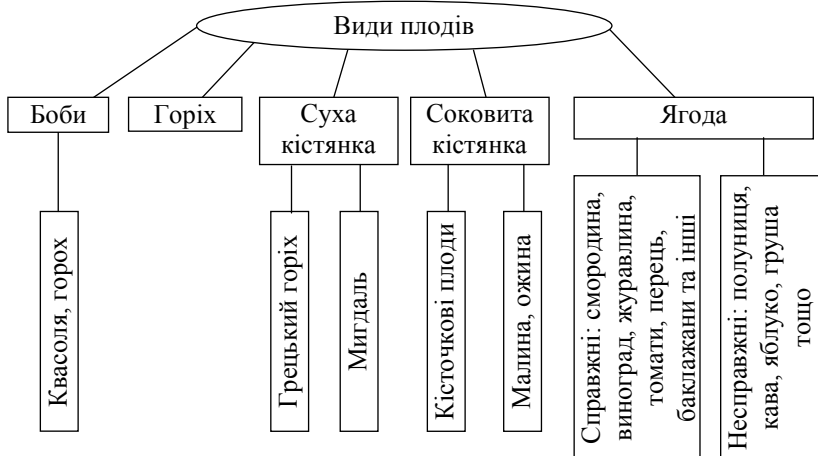 Види плодів
Боби
Горіх
Суха
кістянка
Соковита
кістянка
Ягода
Квасоля, горох
Грецький горіх
Мигдаль
Кісточкові плоди
Малина, ожина
Справжні: смородина,
виноград, журавлина,
томати, перець,
баклажани та інші
Несправжні: полуниця,
кава, яблуко, груша
тощо